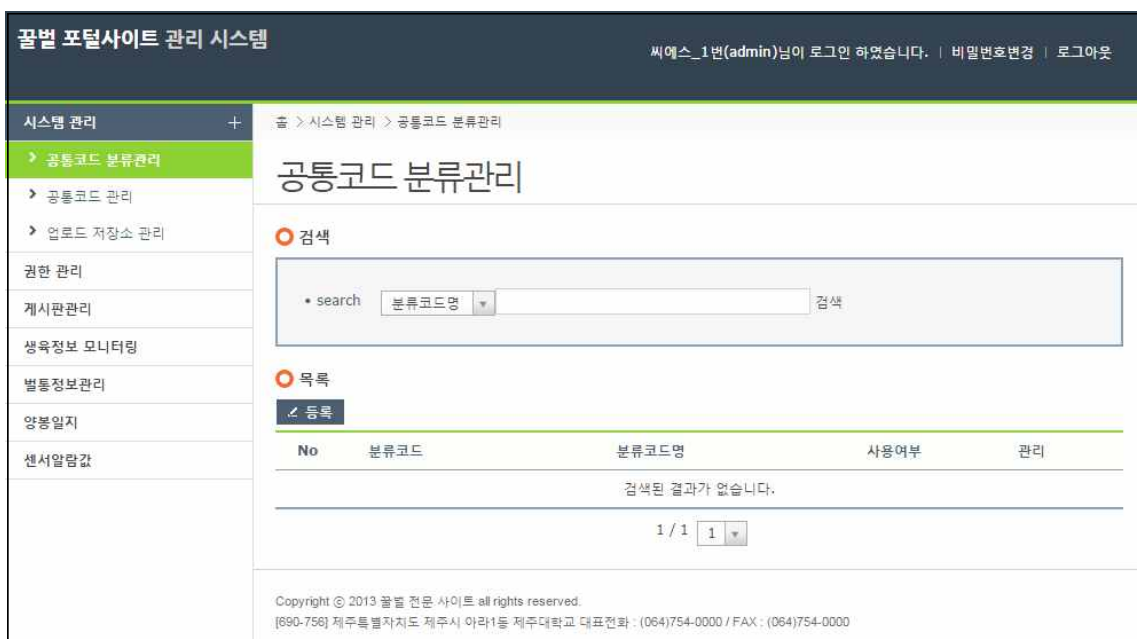 꿀벌 포털사이트 관리 시스템
씨에스_1번(admin)님이 로그인 하였습니다. | 비밀번호변경 | 로그아웃
시스템 관리 +
공통코드 분류관리
공통코드 관리
업로드 저장소 관리
권한 관리
게시판관리
생육정보 모니터링
벌통정보관리
양봉일지
센서알람값
홈 > 시스템 관리 > 공통코드 분류관리
공통코드 분류관리
검색
• search 분류코드명 검색
목록
등록
No 분류코드 분류코드명 사용여부 관리
검색된 결과가 없습니다.
1 / 1 1
Copyright ⓒ 2013 꿀벌 전문 사이트 all rights reserved.
[690-756] 제주특별자치도 제주시 아라1동 제주대학교 대표전화 : (064)754-0000 / FAX : (064)754-0000